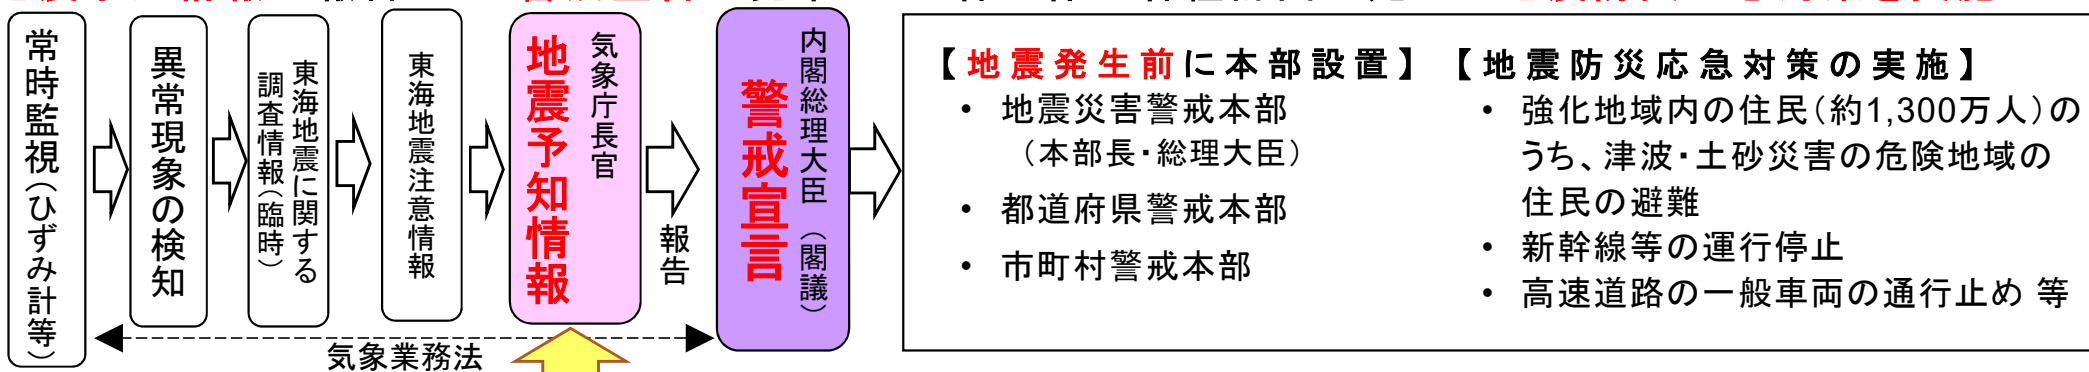 常時監視（ひずみ計等）
異常現象の検知
東海地震に関する
調査情報（臨時）
東海地震注意情報
気象庁長官
地震予知情報
報告
内閣総理大臣（閣議）
警戒宣言
気象業務法
【地震発生前に本部設置】
• 地震災害警戒本部
（本部長・総理大臣）
• 都道府県警戒本部
• 市町村警戒本部
【地震防災応急対策の実施】
• 強化地域内の住民（約1,300万人）の
うち、津波・土砂災害の危険地域の
住民の避難
• 新幹線等の運行停止
• 高速道路の一般車両の通行止め 等